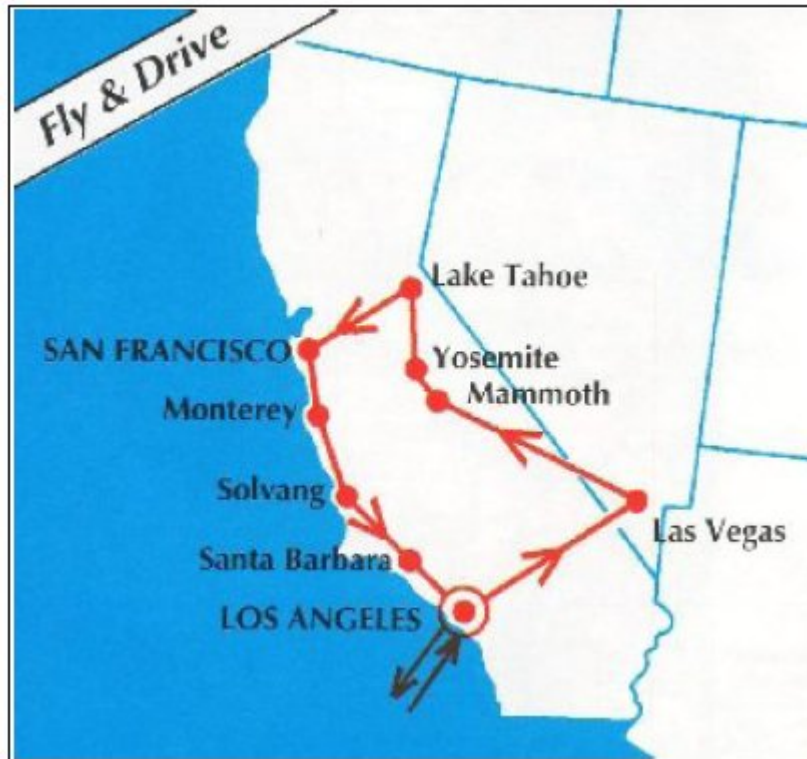 Fly & Drive
Lake Tahoe
SAN FRANCISCO
Yosemite
Mammoth
Monterey
Solvang
Las Vegas
Santa Barbara
LOS ANGELES